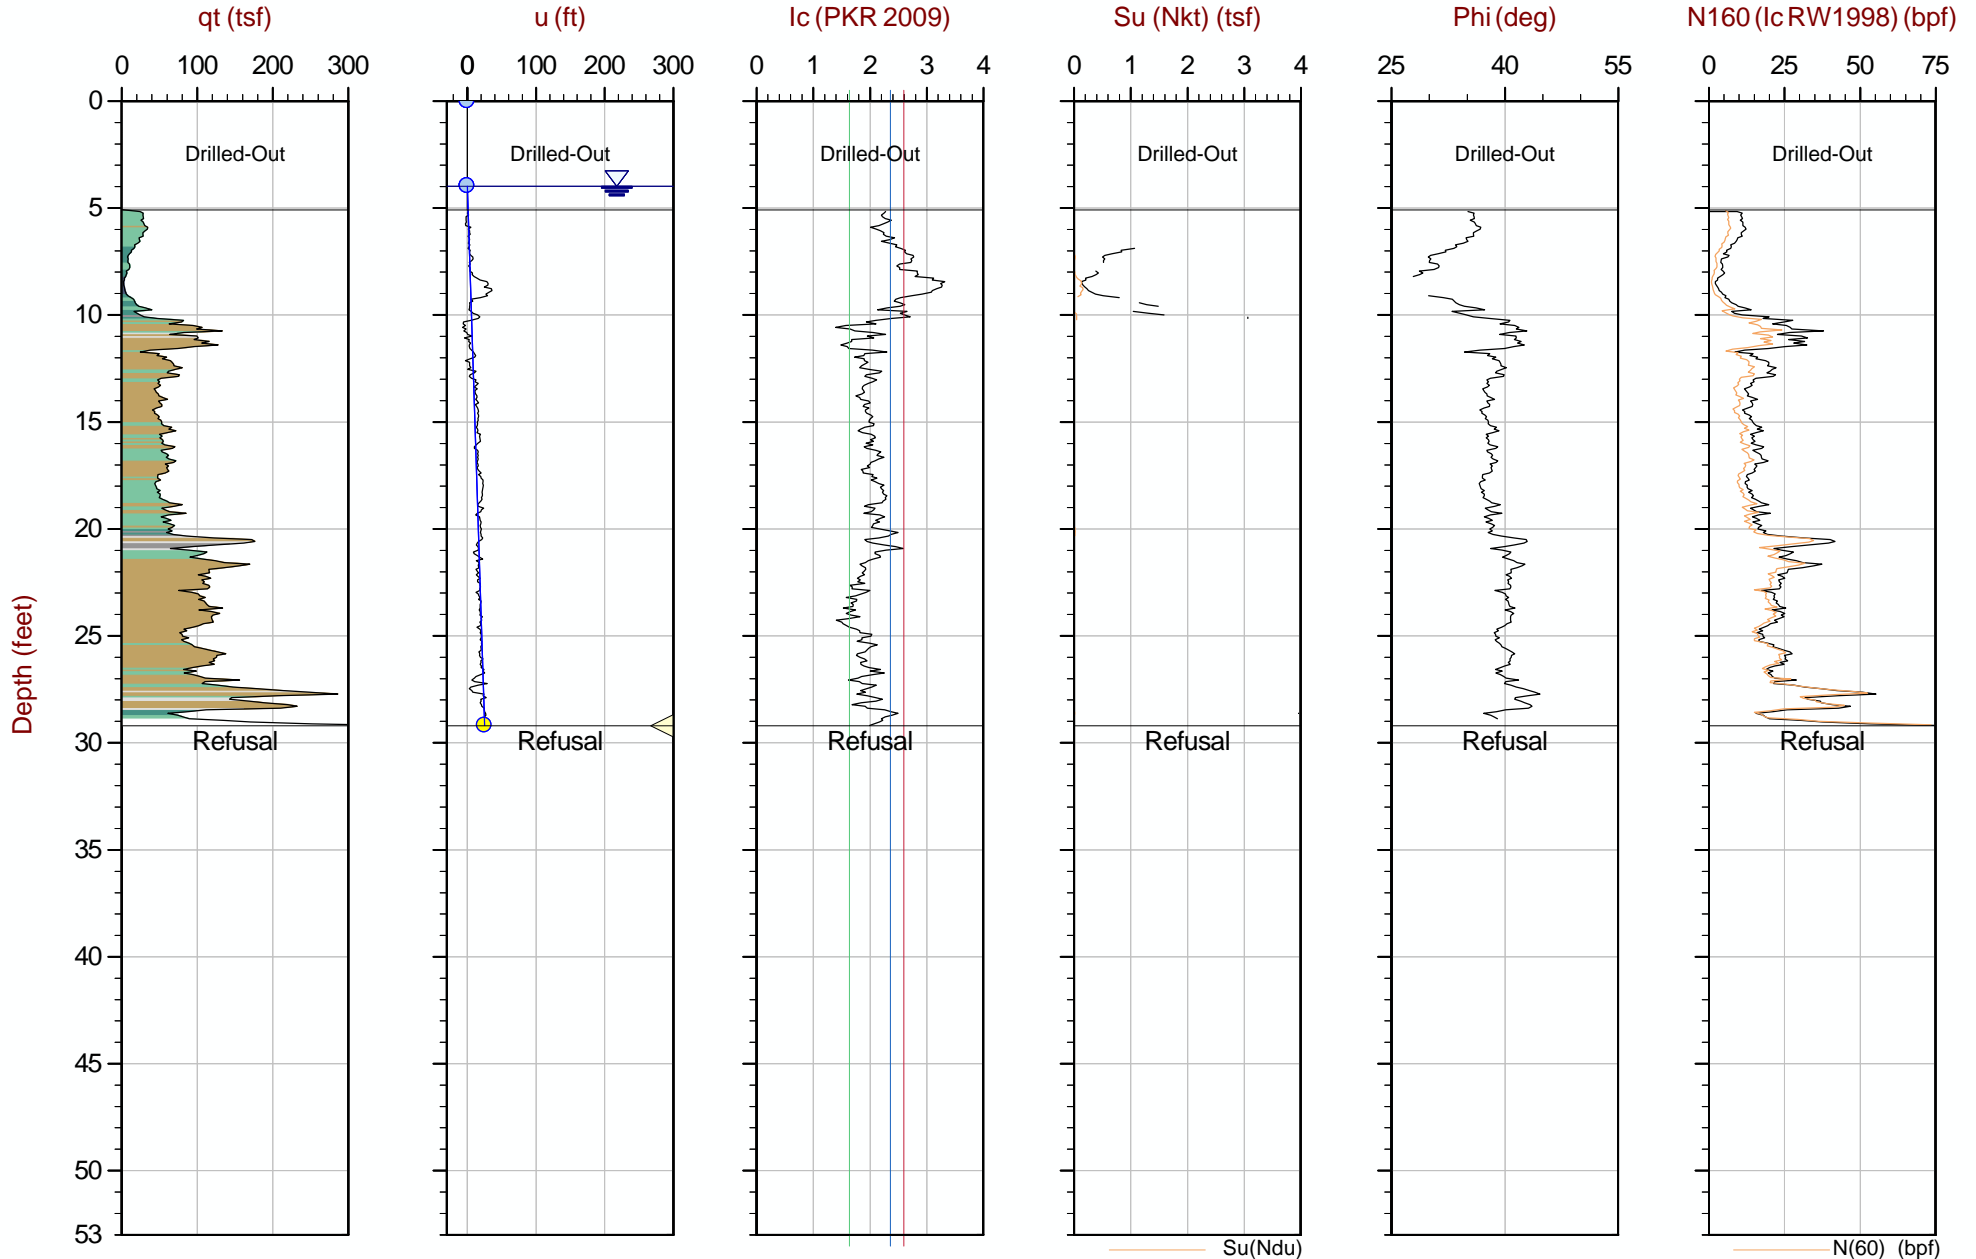 qt (tsf) u (ft) Ic (PKR 2009) Su (Nkt) (tsf) Phi (deg) N160 (Ic RW1998) (bpf)
0 100 200 300 0 0 100 200 300 0 1 2 3 4 0 1 2 3 4 25 40 55 0 25 50 75
0
Drilled-Out Drilled-Out Drilled-Out Drilled-Out Drilled-Out Drilled-Out
5
10
15
20
25
Depth (feet)
Refusal Refusal Refusal Refusal Refusal Refusal
30
35
40
45
50
53
Su(Ndu) N(60) (bpf)